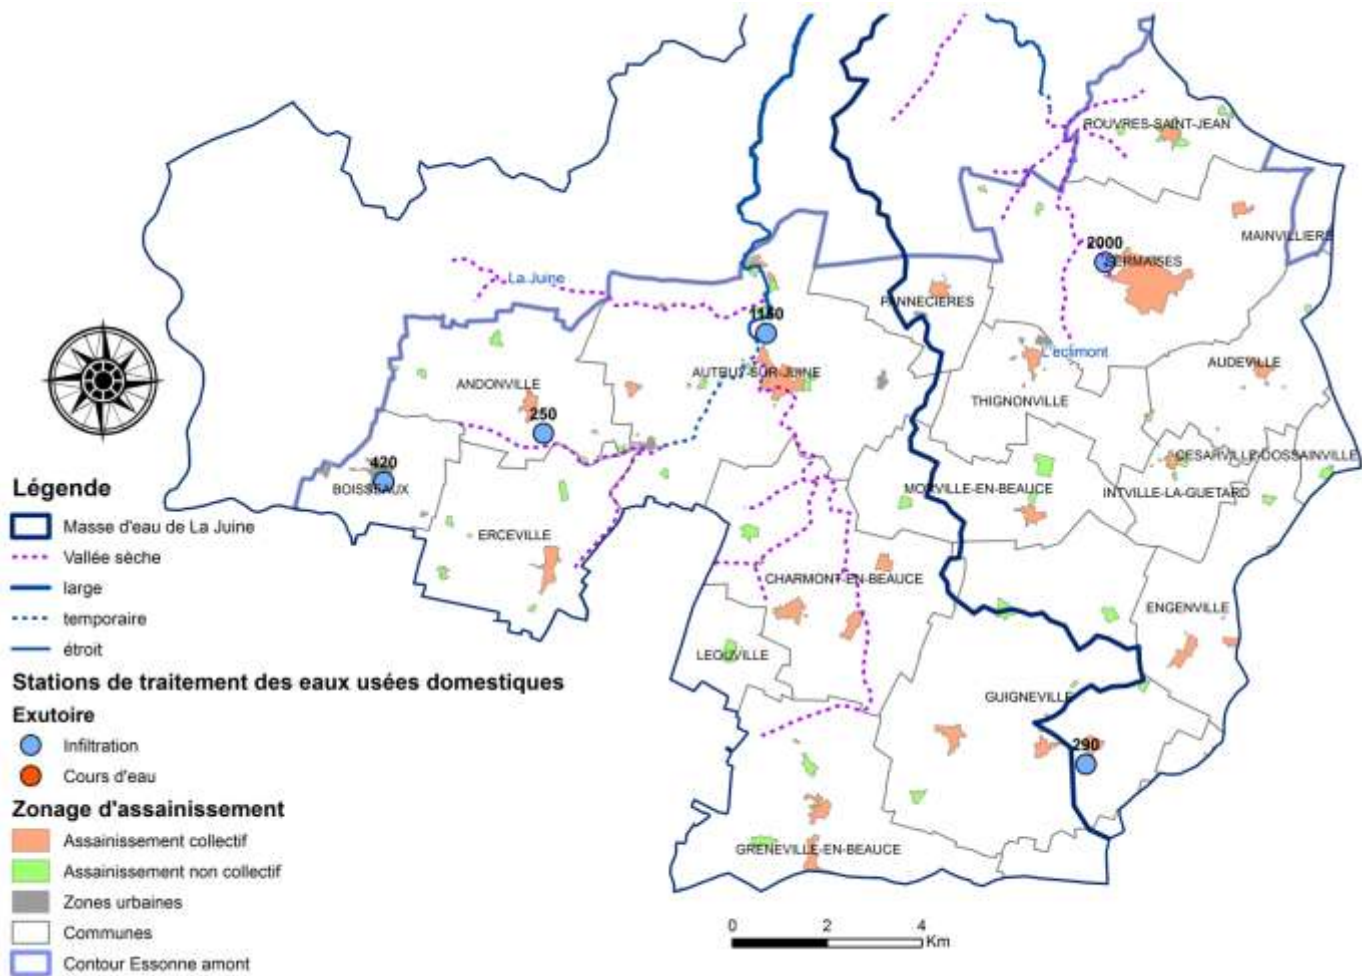 ROUVRES-SAINT-JEAN
MAINVILLIERE
2000
SERMAISES
La Juine
PANNECIERES
1150
L'eclimont
AUDEVILLE
AUTRUY-SUR-JUINE
ANDONVILLE
THIGNONVILLE
250
420
BOISSEAUX
CESARVILLE-DOSSAINVILLE
MORVILLE-EN-BEAUCE
INTVILLE-LA-GUETARD
ERCEVILLE
CHARMONT-EN-BEAUCE
ENGENVILLE
LEOUVILLE
GUIGNEVILLE
290
GRENEVILLE-EN-BEAUCE
Légende
Masse d'eau de La Juine
Vallée sèche
large
temporaire
étroit
Stations de traitement des eaux usées domestiques
Exutoire
Infiltration
Cours d'eau
Zonage d'assainissement
Assainissement collectif
Assainissement non collectif
Zones urbaines
Communes
Contour Essonne amont
0 2 4
Km